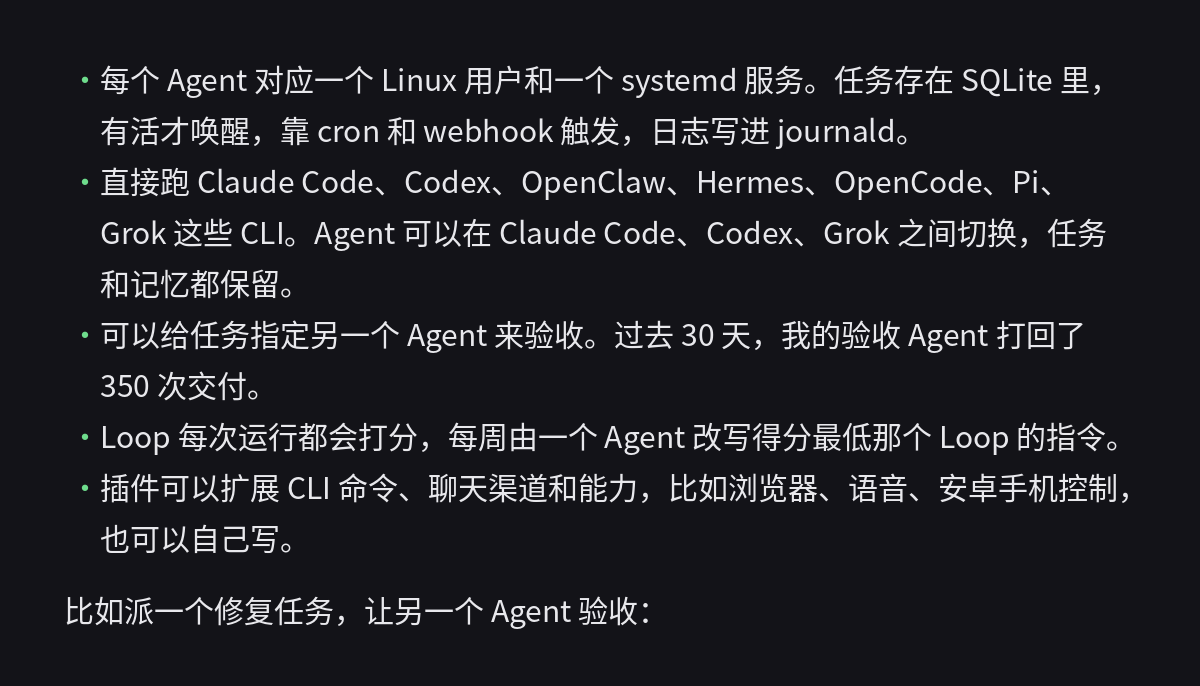 • 每个 Agent 对应一个 Linux 用户和一个 systemd 服务。任务存在 SQLite 里，
有活才唤醒，靠 cron 和 webhook 触发，日志写进 journald。
• 直接跑 Claude Code、Codex、OpenClaw、Hermes、OpenCode、Pi、
Grok 这些 CLI。Agent 可以在 Claude Code、Codex、Grok 之间切换，任务
和记忆都保留。
• 可以给任务指定另一个 Agent 来验收。过去 30 天，我的验收 Agent 打回了
350 次交付。
• Loop 每次运行都会打分，每周由一个 Agent 改写得分最低那个 Loop 的指令。
• 插件可以扩展 CLI 命令、聊天渠道和能力，比如浏览器、语音、安卓手机控制，
也可以自己写。
比如派一个修复任务，让另一个 Agent 验收：